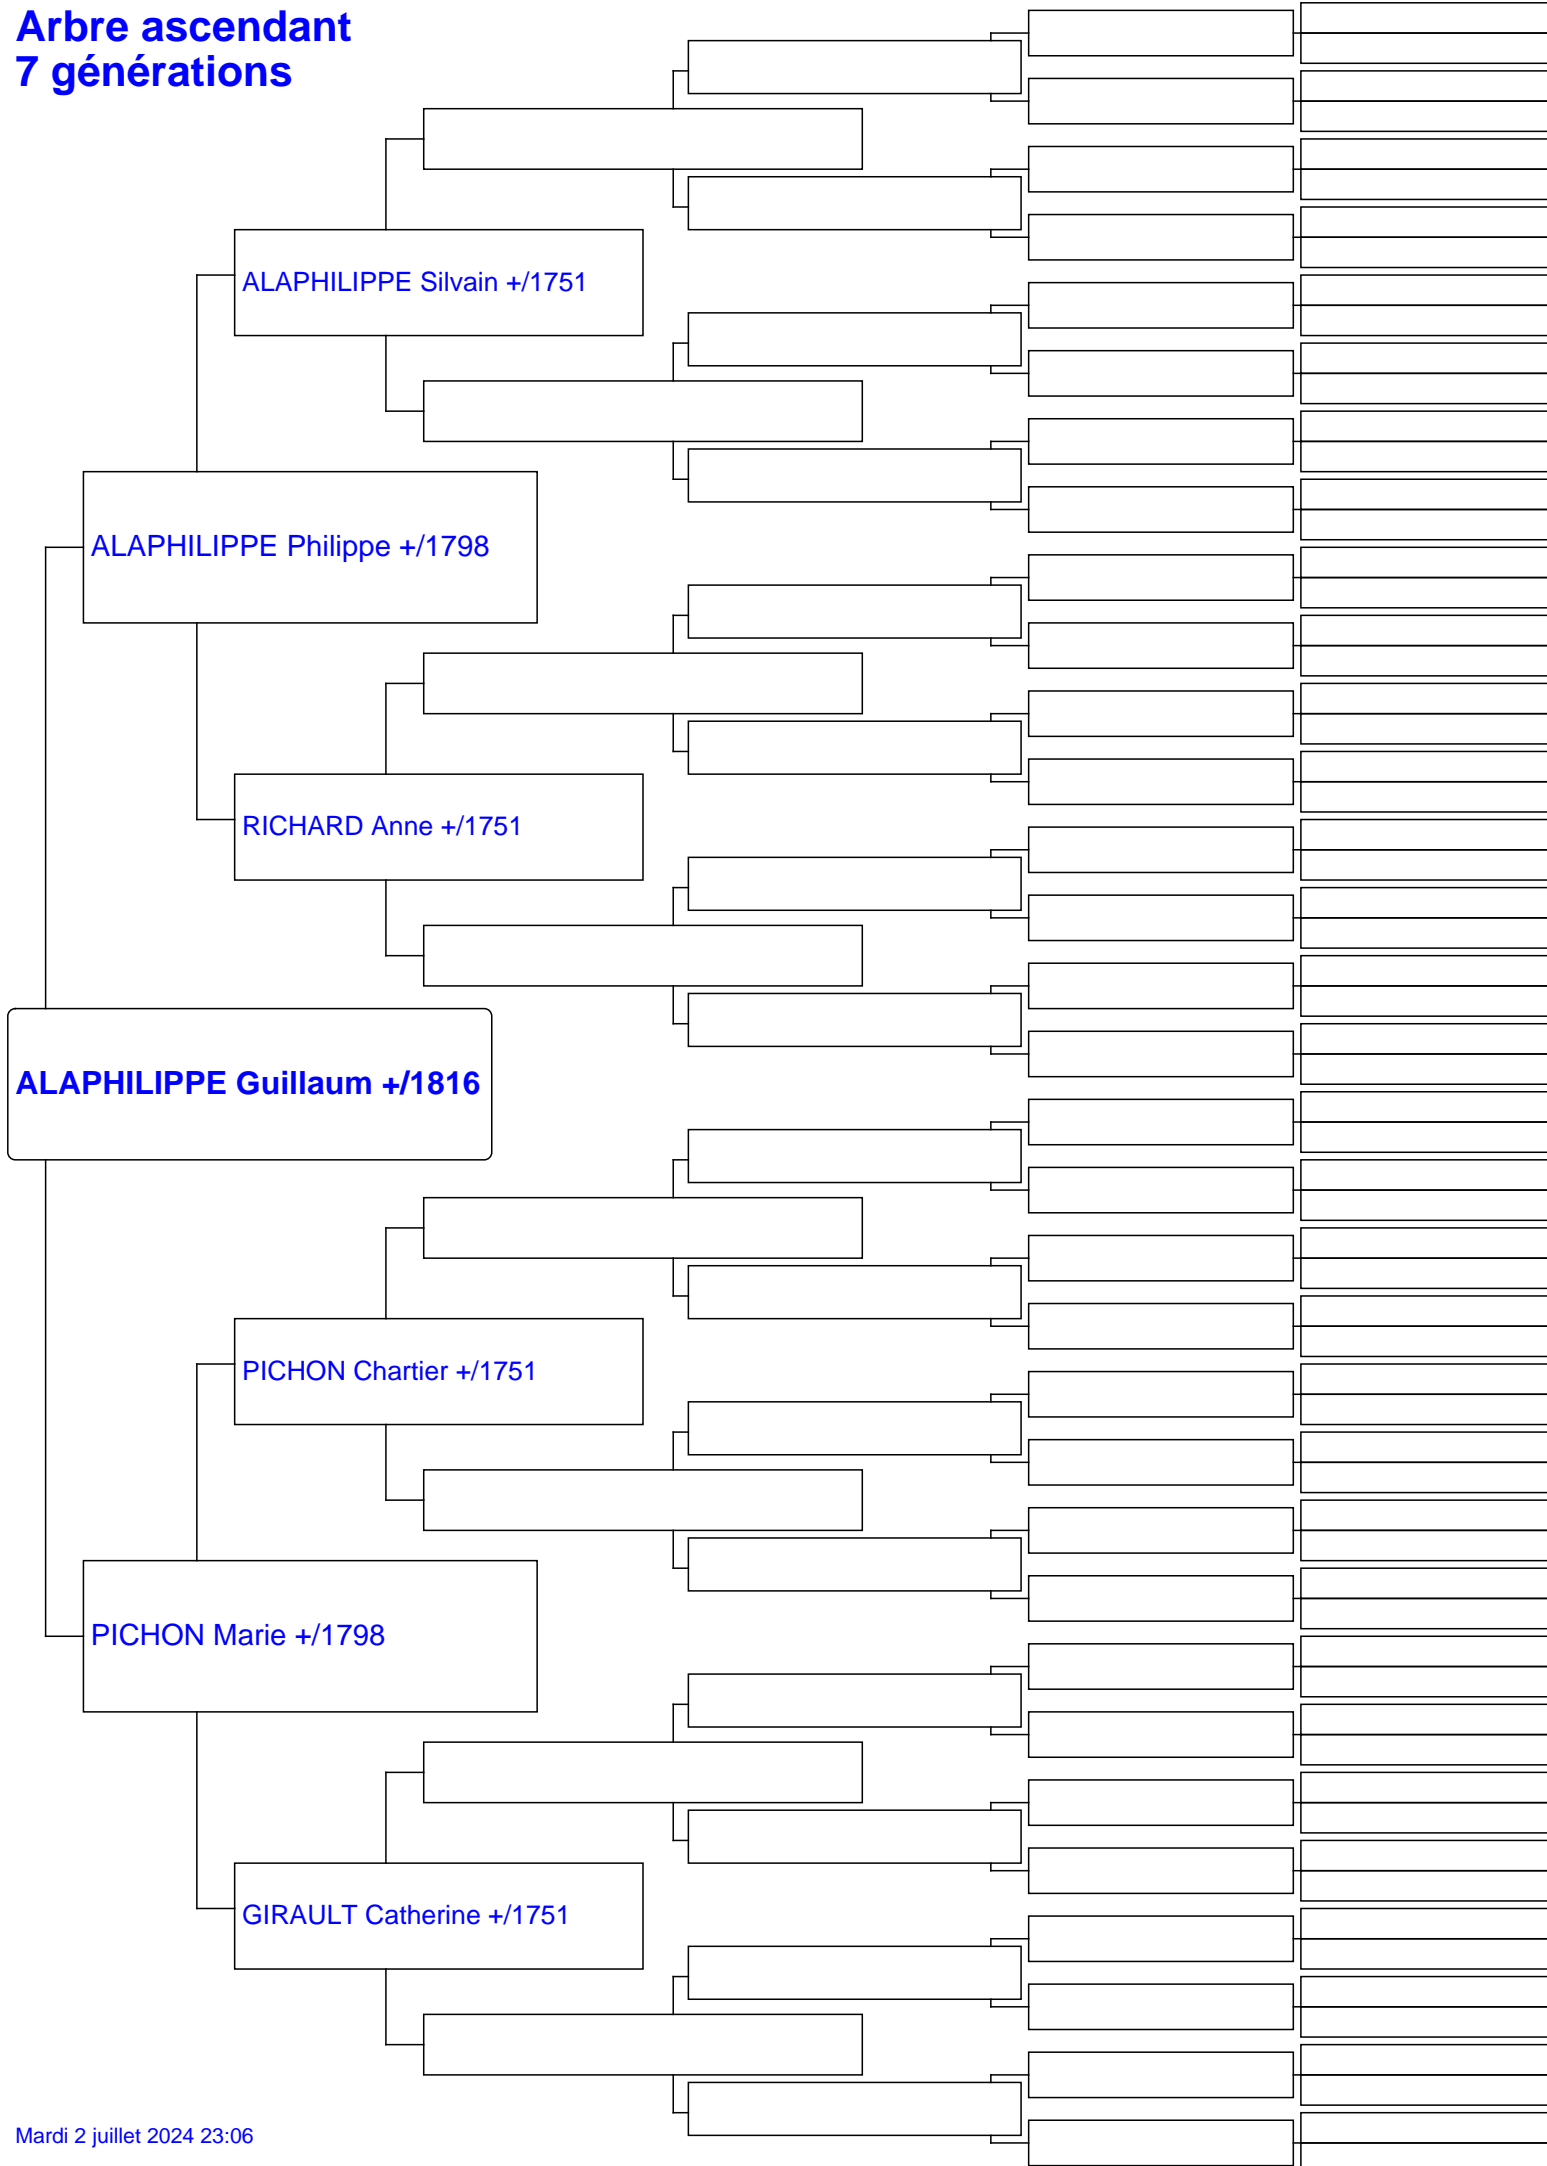 Arbre ascendant
7 générations
ALAPHILIPPE Silvain +/1751
ALAPHILIPPE Philippe +/1798
RICHARD Anne +/1751
ALAPHILIPPE Guillaum +/1816
PICHON Chartier +/1751
PICHON Marie +/1798
GIRAULT Catherine +/1751
Mardi 2 juillet 2024 23:06